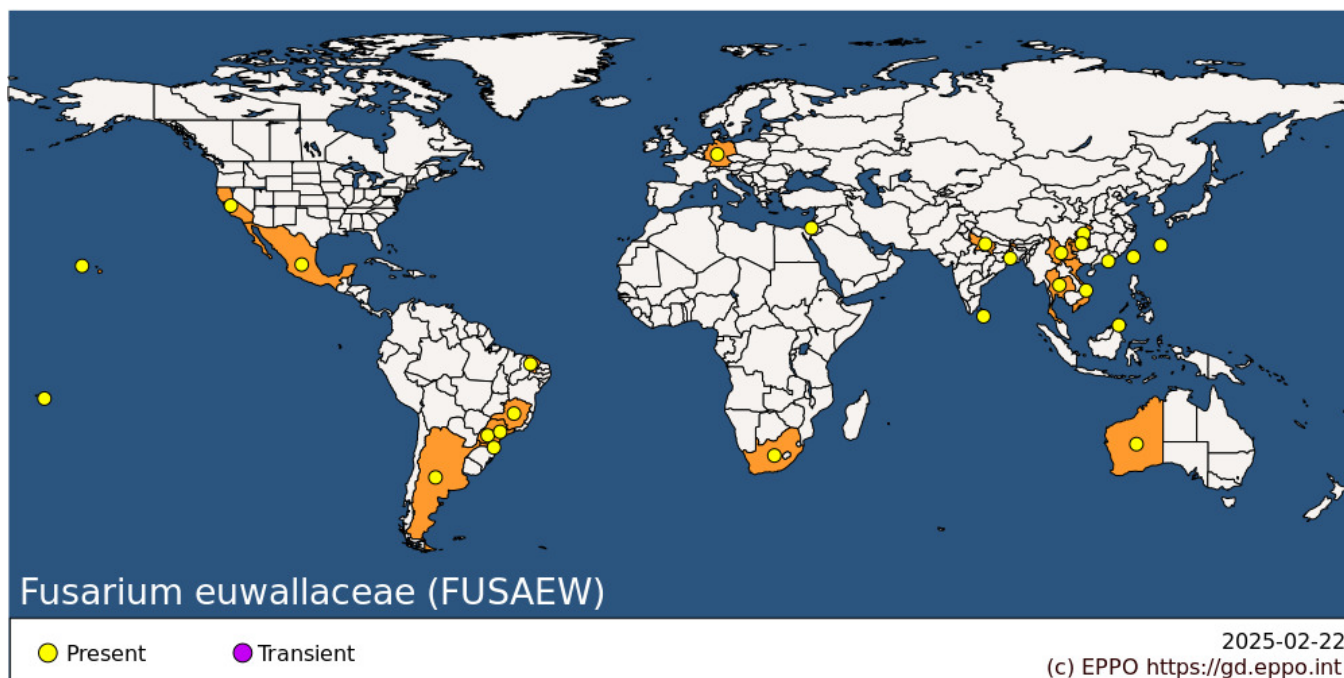 Fusarium euwallaceae (FUSAEW)
Present
Transient
2025-02-22
(c) EPPO https://gd.eppo.int